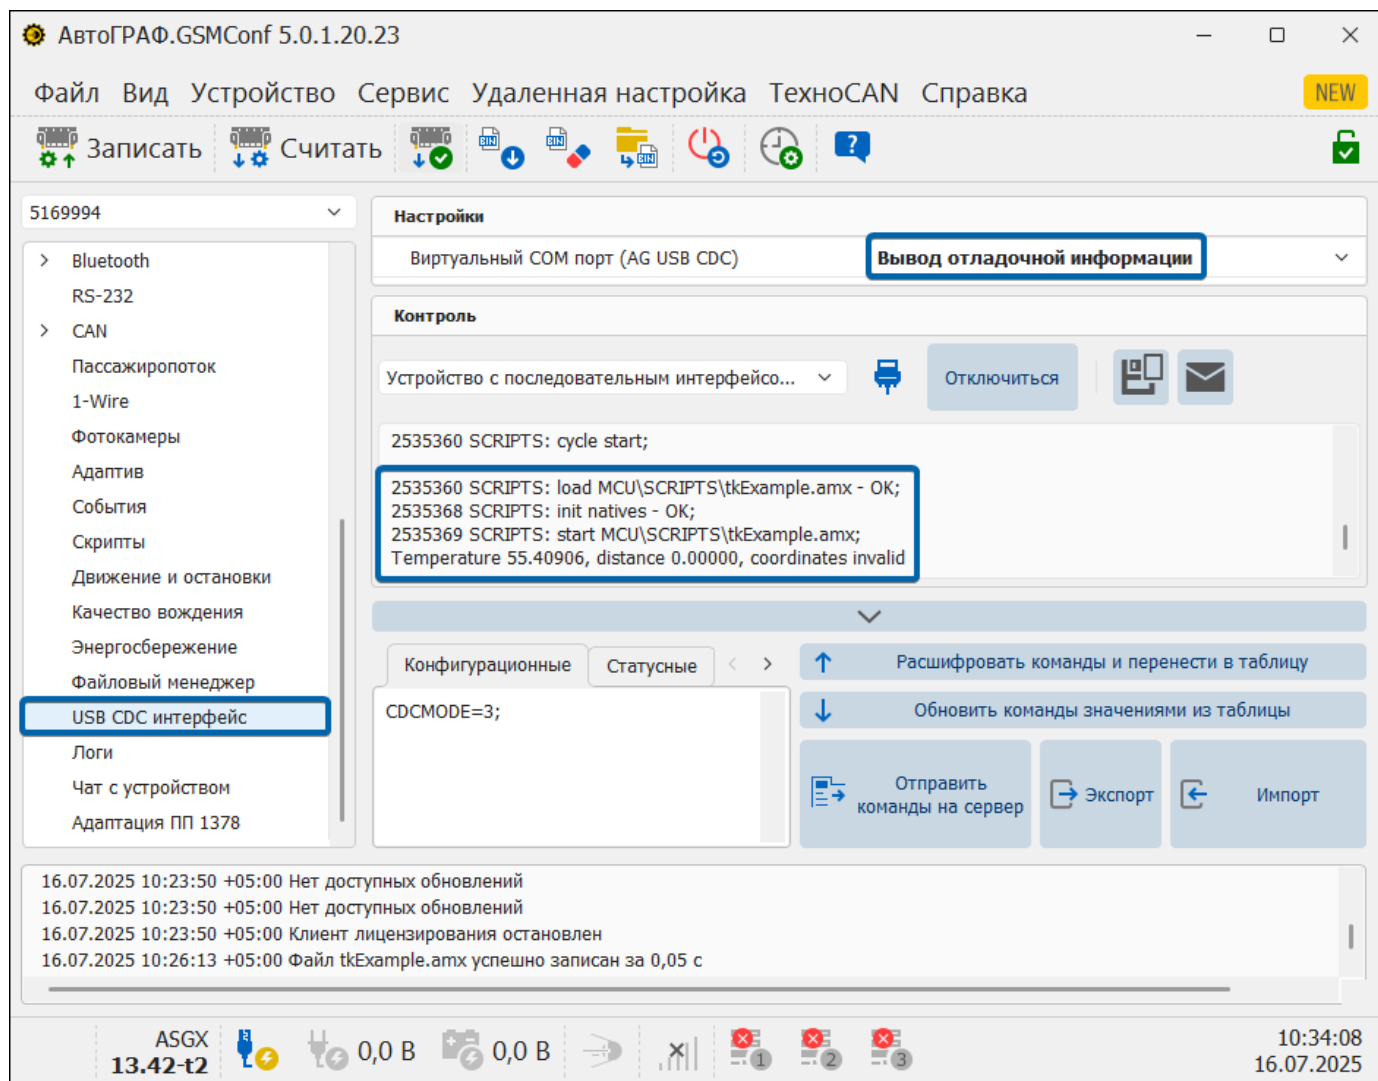 АвтоГРАФ.GSMConf 5.0.1.20.23
Файл Вид Устройство Сервис Удаленная настройка ТехноCAN Справка NEW
Записать Считать BIN BIN BIN ?
5169994
Bluetooth
RS-232
CAN
Пассажиропоток
1-Wire
Фотокамеры
Адаптив
События
Скрипты
Движение и остановки
Качество вождения
Энергосбережение
Файловый менеджер
USB CDC интерфейс
Логи
Чат с устройством
Адаптация ПП 1378
Настройки
Виртуальный COM порт (AG USB CDC) Вывод отладочной информации
Контроль
Устройство с последовательным интерфейсо... Отключиться
2535360 SCRIPTS: cycle start;
2535360 SCRIPTS: load MCU\SCRIPTS\tkExample.amx - OK;
2535368 SCRIPTS: init natives - OK;
2535369 SCRIPTS: start MCU\SCRIPTS\tkExample.amx;
Temperature 55.40906, distance 0.00000, coordinates invalid
Конфигурационные Статусные
CDCMODE=3;
Расшифровать команды и перенести в таблицу
Обновить команды значениями из таблицы
Отправить
команды на сервер
Экспорт
Импорт
16.07.2025 10:23:50 +05:00 Нет доступных обновлений
16.07.2025 10:23:50 +05:00 Нет доступных обновлений
16.07.2025 10:23:50 +05:00 Клиент лицензирования остановлен
16.07.2025 10:26:13 +05:00 Файл tkExample.amx успешно записан за 0,05 с
ASGX
13.42-t2
0,0 В
0,0 В
1
2
3
10:34:08
16.07.2025